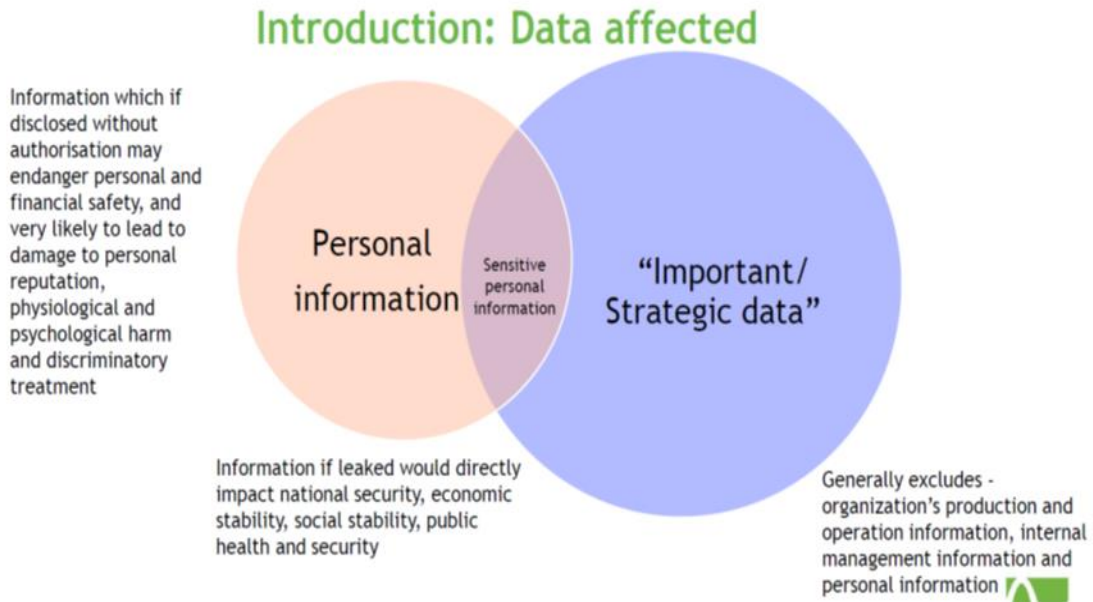 Introduction: Data affected
Information which if
disclosed without
authorisation may
endanger personal and
financial safety, and
very likely to lead to
damage to personal
reputation,
physiological and
psychological harm
and discriminatory
treatment
Personal
information
Sensitive
personal
information
“Important/
Strategic data”
Information if leaked would directly
impact national security, economic
stability, social stability, public
health and security
Generally excludes -
organization’s production and
operation information, internal
management information and
personal information